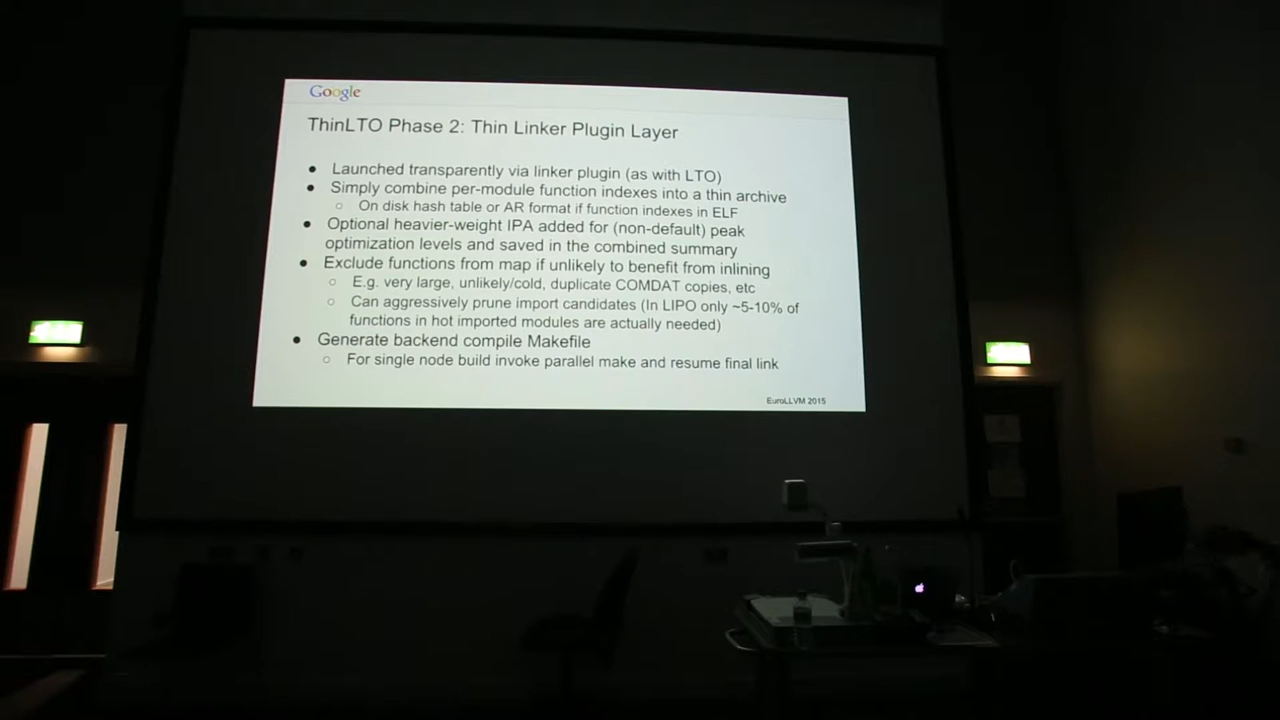 Google
ThinLTO Phase 2: Thin Linker Plugin Layer
● Launched transparently via linker plugin (as with LTO)
● Simply combine per-module function indexes into a thin archive
○ On disk hash table or AR format if function indexes in ELF
● Optional heavier-weight IPA added for (non-default) peak
optimization levels and saved in the combined summary
● Exclude functions from map if unlikely to benefit from inlining
○ E.g. very large, unlikely/cold, duplicate COMDAT copies, etc
○ Can aggressively prune import candidates (In LIPO only ~5-10% of
functions in hot imported modules are actually needed)
● Generate backend compile Makefile
○ For single node build invoke parallel make and resume final link
EuroLLVM 2015